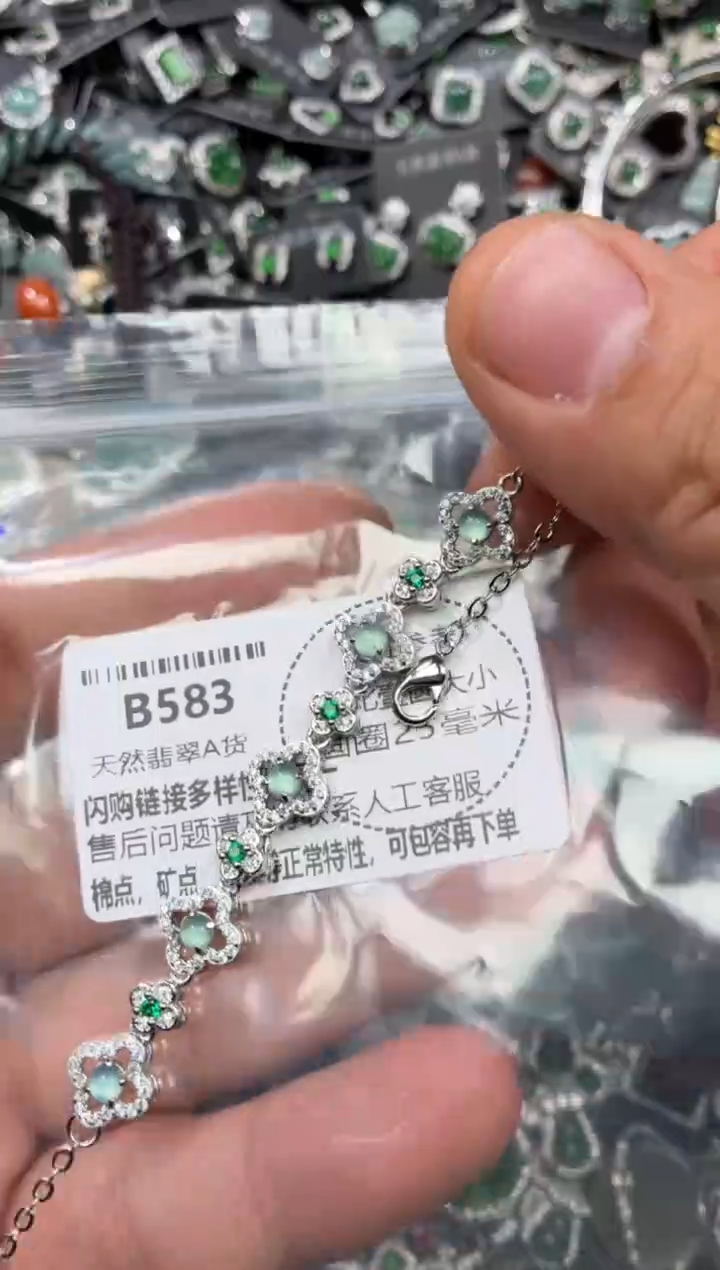 B583
天然翡翠A货
大小
圈25毫米
闪购链接多样性
售后问题请 系人工客服
棉点，矿点 正常特性，可包容再下单